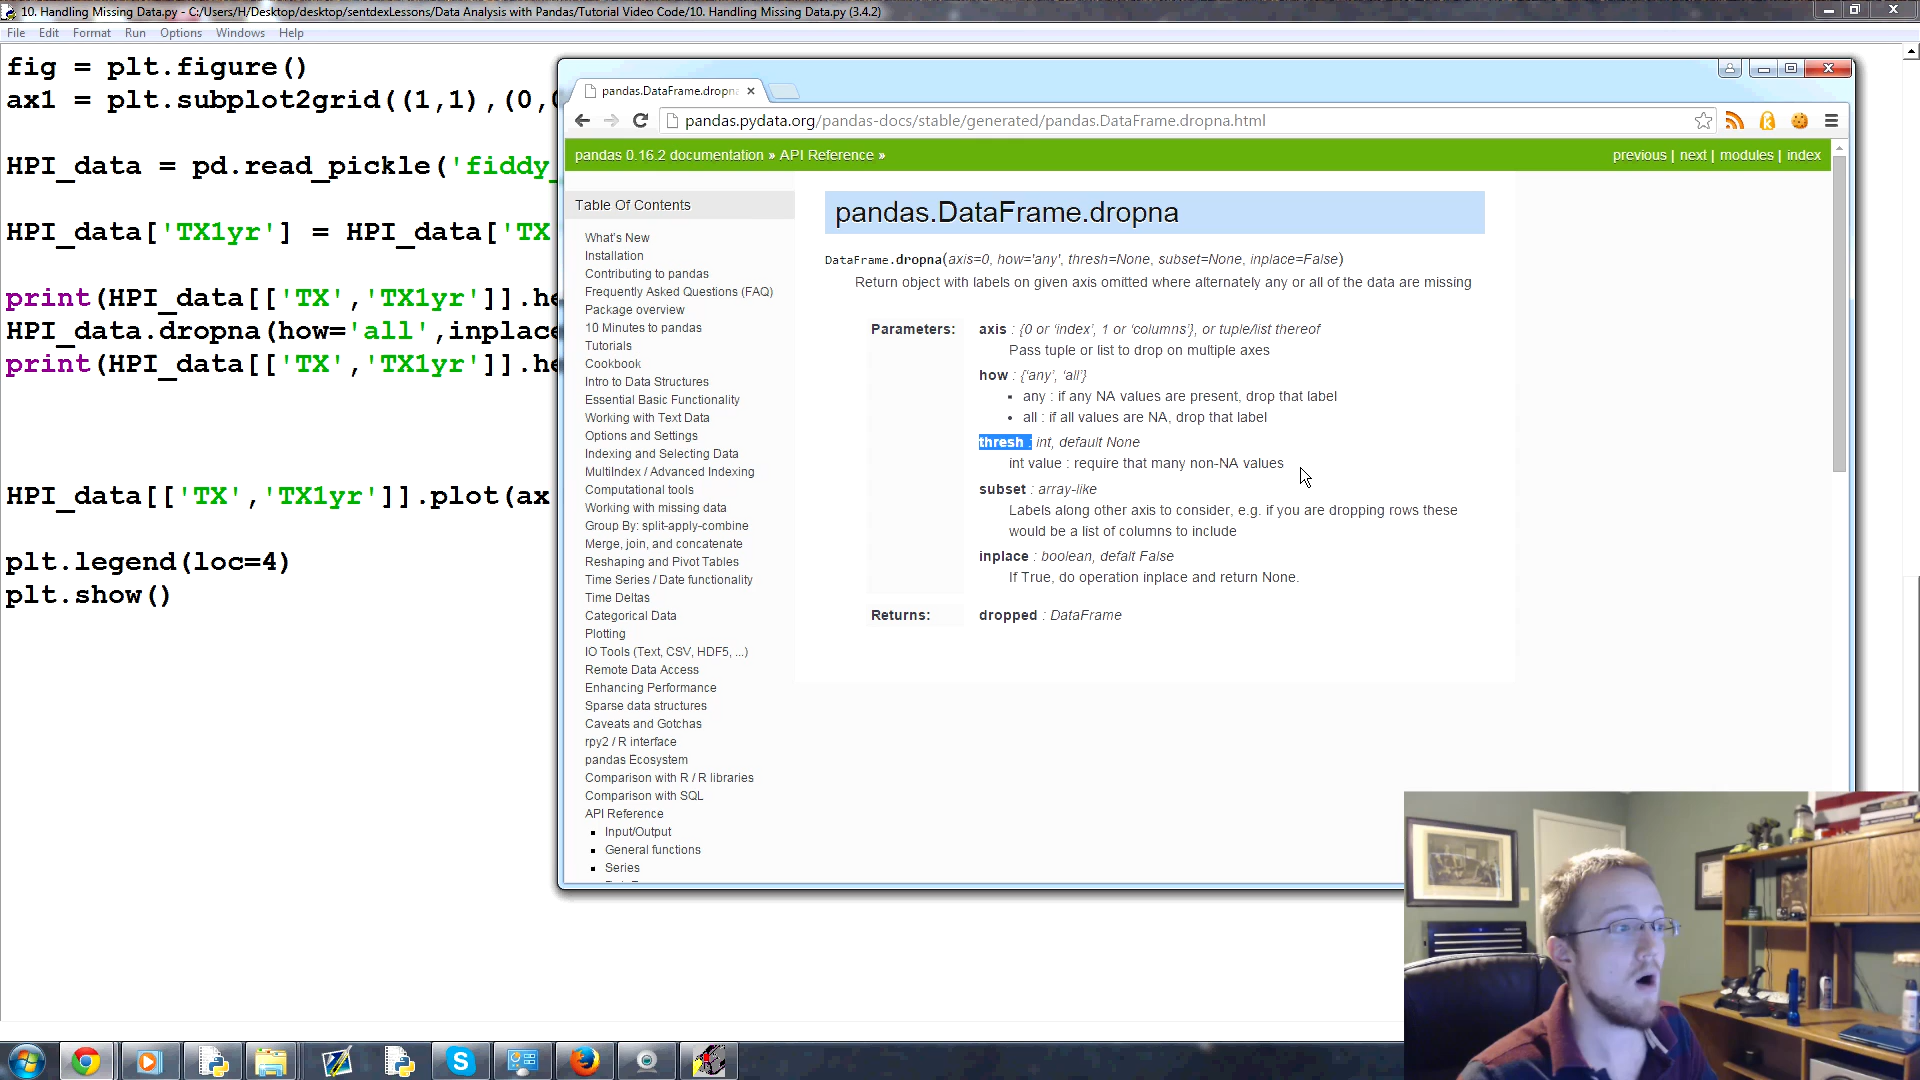 10. Handling Missing Data.py - C:/Users/H/Desktop/desktop/sentdexLessons/Data Analysis with Pandas/Tutorial Video Code/10. Handling Missing Data.py (3.4.2)
File Edit Format Run Options Windows Help
fig = plt.figure()
ax1 = plt.subplot2grid((1,1),(0,0
HPI_data = pd.read_pickle('fiddy_
HPI_data['TX1yr'] = HPI_data['TX
print(HPI_data[['TX','TX1yr']].he
HPI_data.dropna(how='all',inplace
print(HPI_data[['TX','TX1yr']].he
HPI_data[['TX','TX1yr']].plot(ax
plt.legend(loc=4)
plt.show()
pandas.DataFrame.dropna
pandas.pydata.org/pandas-docs/stable/generated/pandas.DataFrame.dropna.html
pandas 0.16.2 documentation » API Reference »
previous | next | modules | index
Table Of Contents
What's New
Installation
Contributing to pandas
Frequently Asked Questions (FAQ)
Package overview
10 Minutes to pandas
Tutorials
Cookbook
Intro to Data Structures
Essential Basic Functionality
Working with Text Data
Options and Settings
Indexing and Selecting Data
MultiIndex / Advanced Indexing
Computational tools
Working with missing data
Group By: split-apply-combine
Merge, join, and concatenate
Reshaping and Pivot Tables
Time Series / Date functionality
Time Deltas
Categorical Data
Plotting
IO Tools (Text, CSV, HDF5, ...)
Remote Data Access
Enhancing Performance
Sparse data structures
Caveats and Gotchas
rpy2 / R interface
pandas Ecosystem
Comparison with R / R libraries
Comparison with SQL
API Reference
Input/Output
General functions
Series
pandas.DataFrame.dropna
DataFrame.dropna(axis=0, how='any', thresh=None, subset=None, inplace=False)
Return object with labels on given axis omitted where alternately any or all of the data are missing
Parameters:
axis : {0 or ‘index’, 1 or ‘columns’}, or tuple/list thereof
Pass tuple or list to drop on multiple axes
how : {‘any’, ‘all’}
any : if any NA values are present, drop that label
all : if all values are NA, drop that label
thresh : int, default None
int value : require that many non-NA values
subset : array-like
Labels along other axis to consider, e.g. if you are dropping rows these
would be a list of columns to include
inplace : boolean, defalt False
If True, do operation inplace and return None.
Returns:
dropped : DataFrame